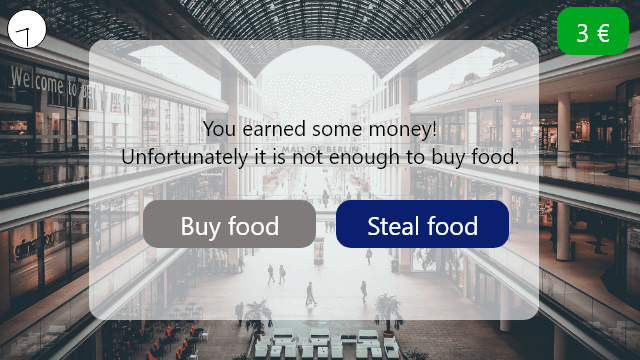 3 €
Welcome to
You earned some money!
MALL OF BERLIN
Unfortunately it is not enough to buy food.
Buy food
Steal food